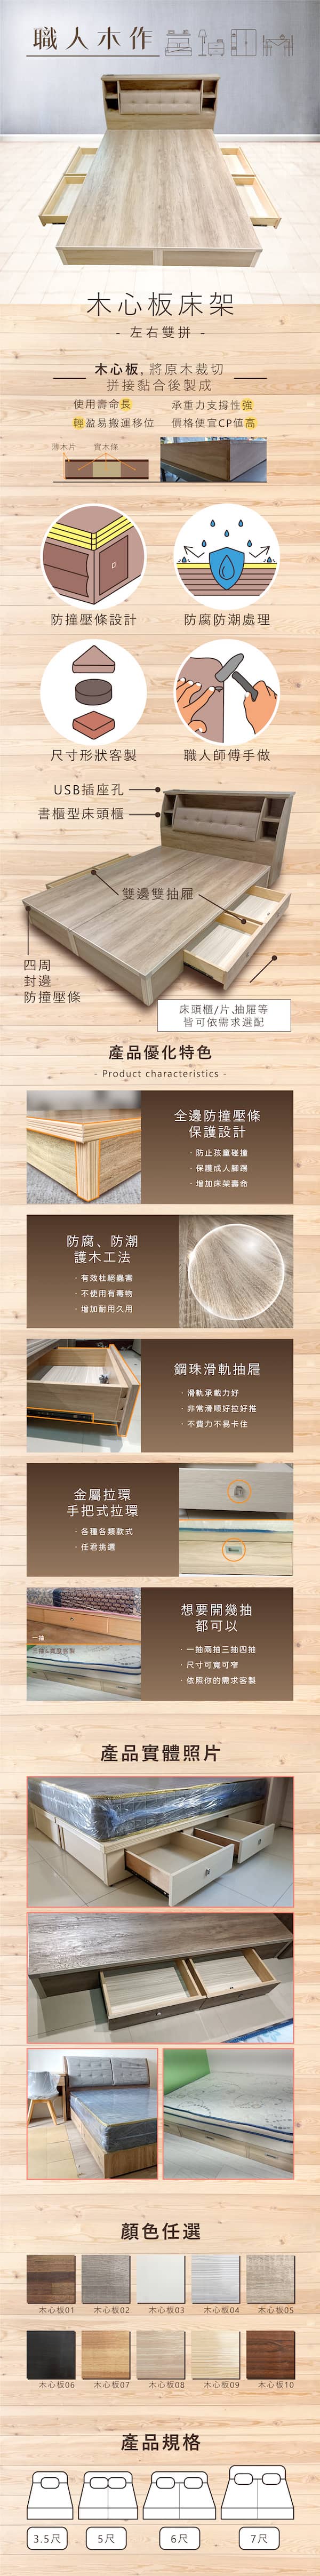 職人木作
木心板床架
- 左右雙拼 -
木心板, 將原木裁切
拼接黏合後製成
使用壽命長 承重力支撐性強
輕盈易搬運移位 價格便宜CP值高
薄木片 實木條
防撞壓條設計 防腐防潮處理
尺寸形狀客製 職人師傅手做
USB插座孔
書櫃型床頭櫃
雙邊雙抽屜
四周
封邊
防撞壓條
床頭櫃/片、抽屜等
皆可依需求選配
產品優化特色
- Product characteristics -
全邊防撞壓條
保護設計
· 防止孩童碰撞
· 保護成人腳踢
· 增加床架壽命
防腐、防潮
護木工法
· 有效杜絕蟲害
· 不使用有毒物
· 增加耐用久用
鋼珠滑軌抽屜
· 滑軌承載力好
· 非常滑順好拉好推
· 不費力不易卡住
金屬拉環
手把式拉環
· 各種各類款式
· 任君挑選
想要開幾抽
都可以
· 一抽兩抽三抽四抽
· 尺寸可寬可窄
· 依照你的需求客製
一抽
產品實體照片
顏色任選
木心板01 木心板02 木心板03 木心板04 木心板05
木心板06 木心板07 木心板08 木心板09 木心板10
產品規格
3.5尺 5尺 6尺 7尺